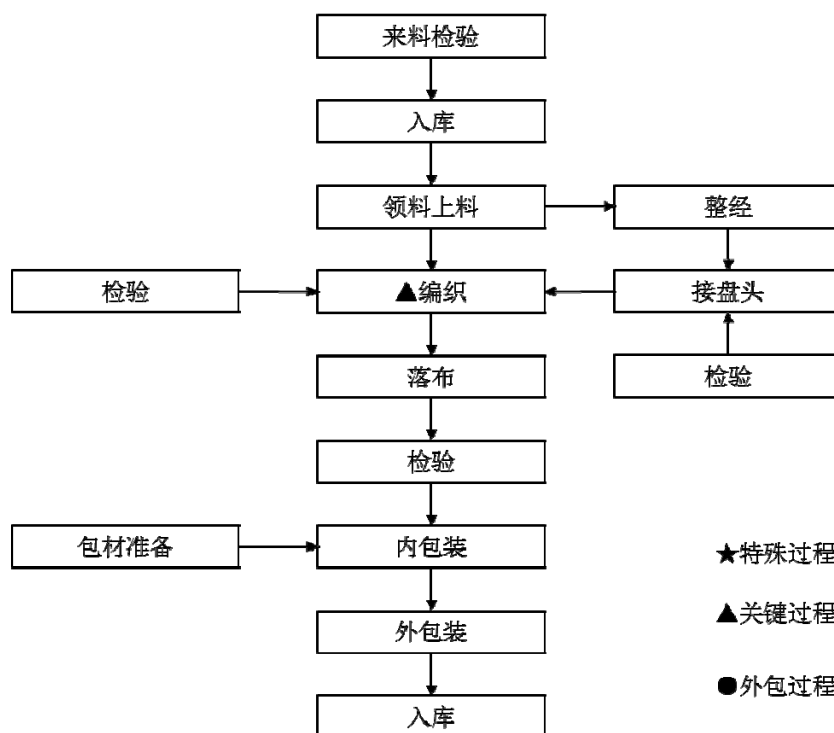 来料检验
入库
领料上料
整经
检验
▲编织
接盘头
落布
检验
检验
包材准备
内包装
★特殊过程
外包装
▲关键过程
●外包过程
入库